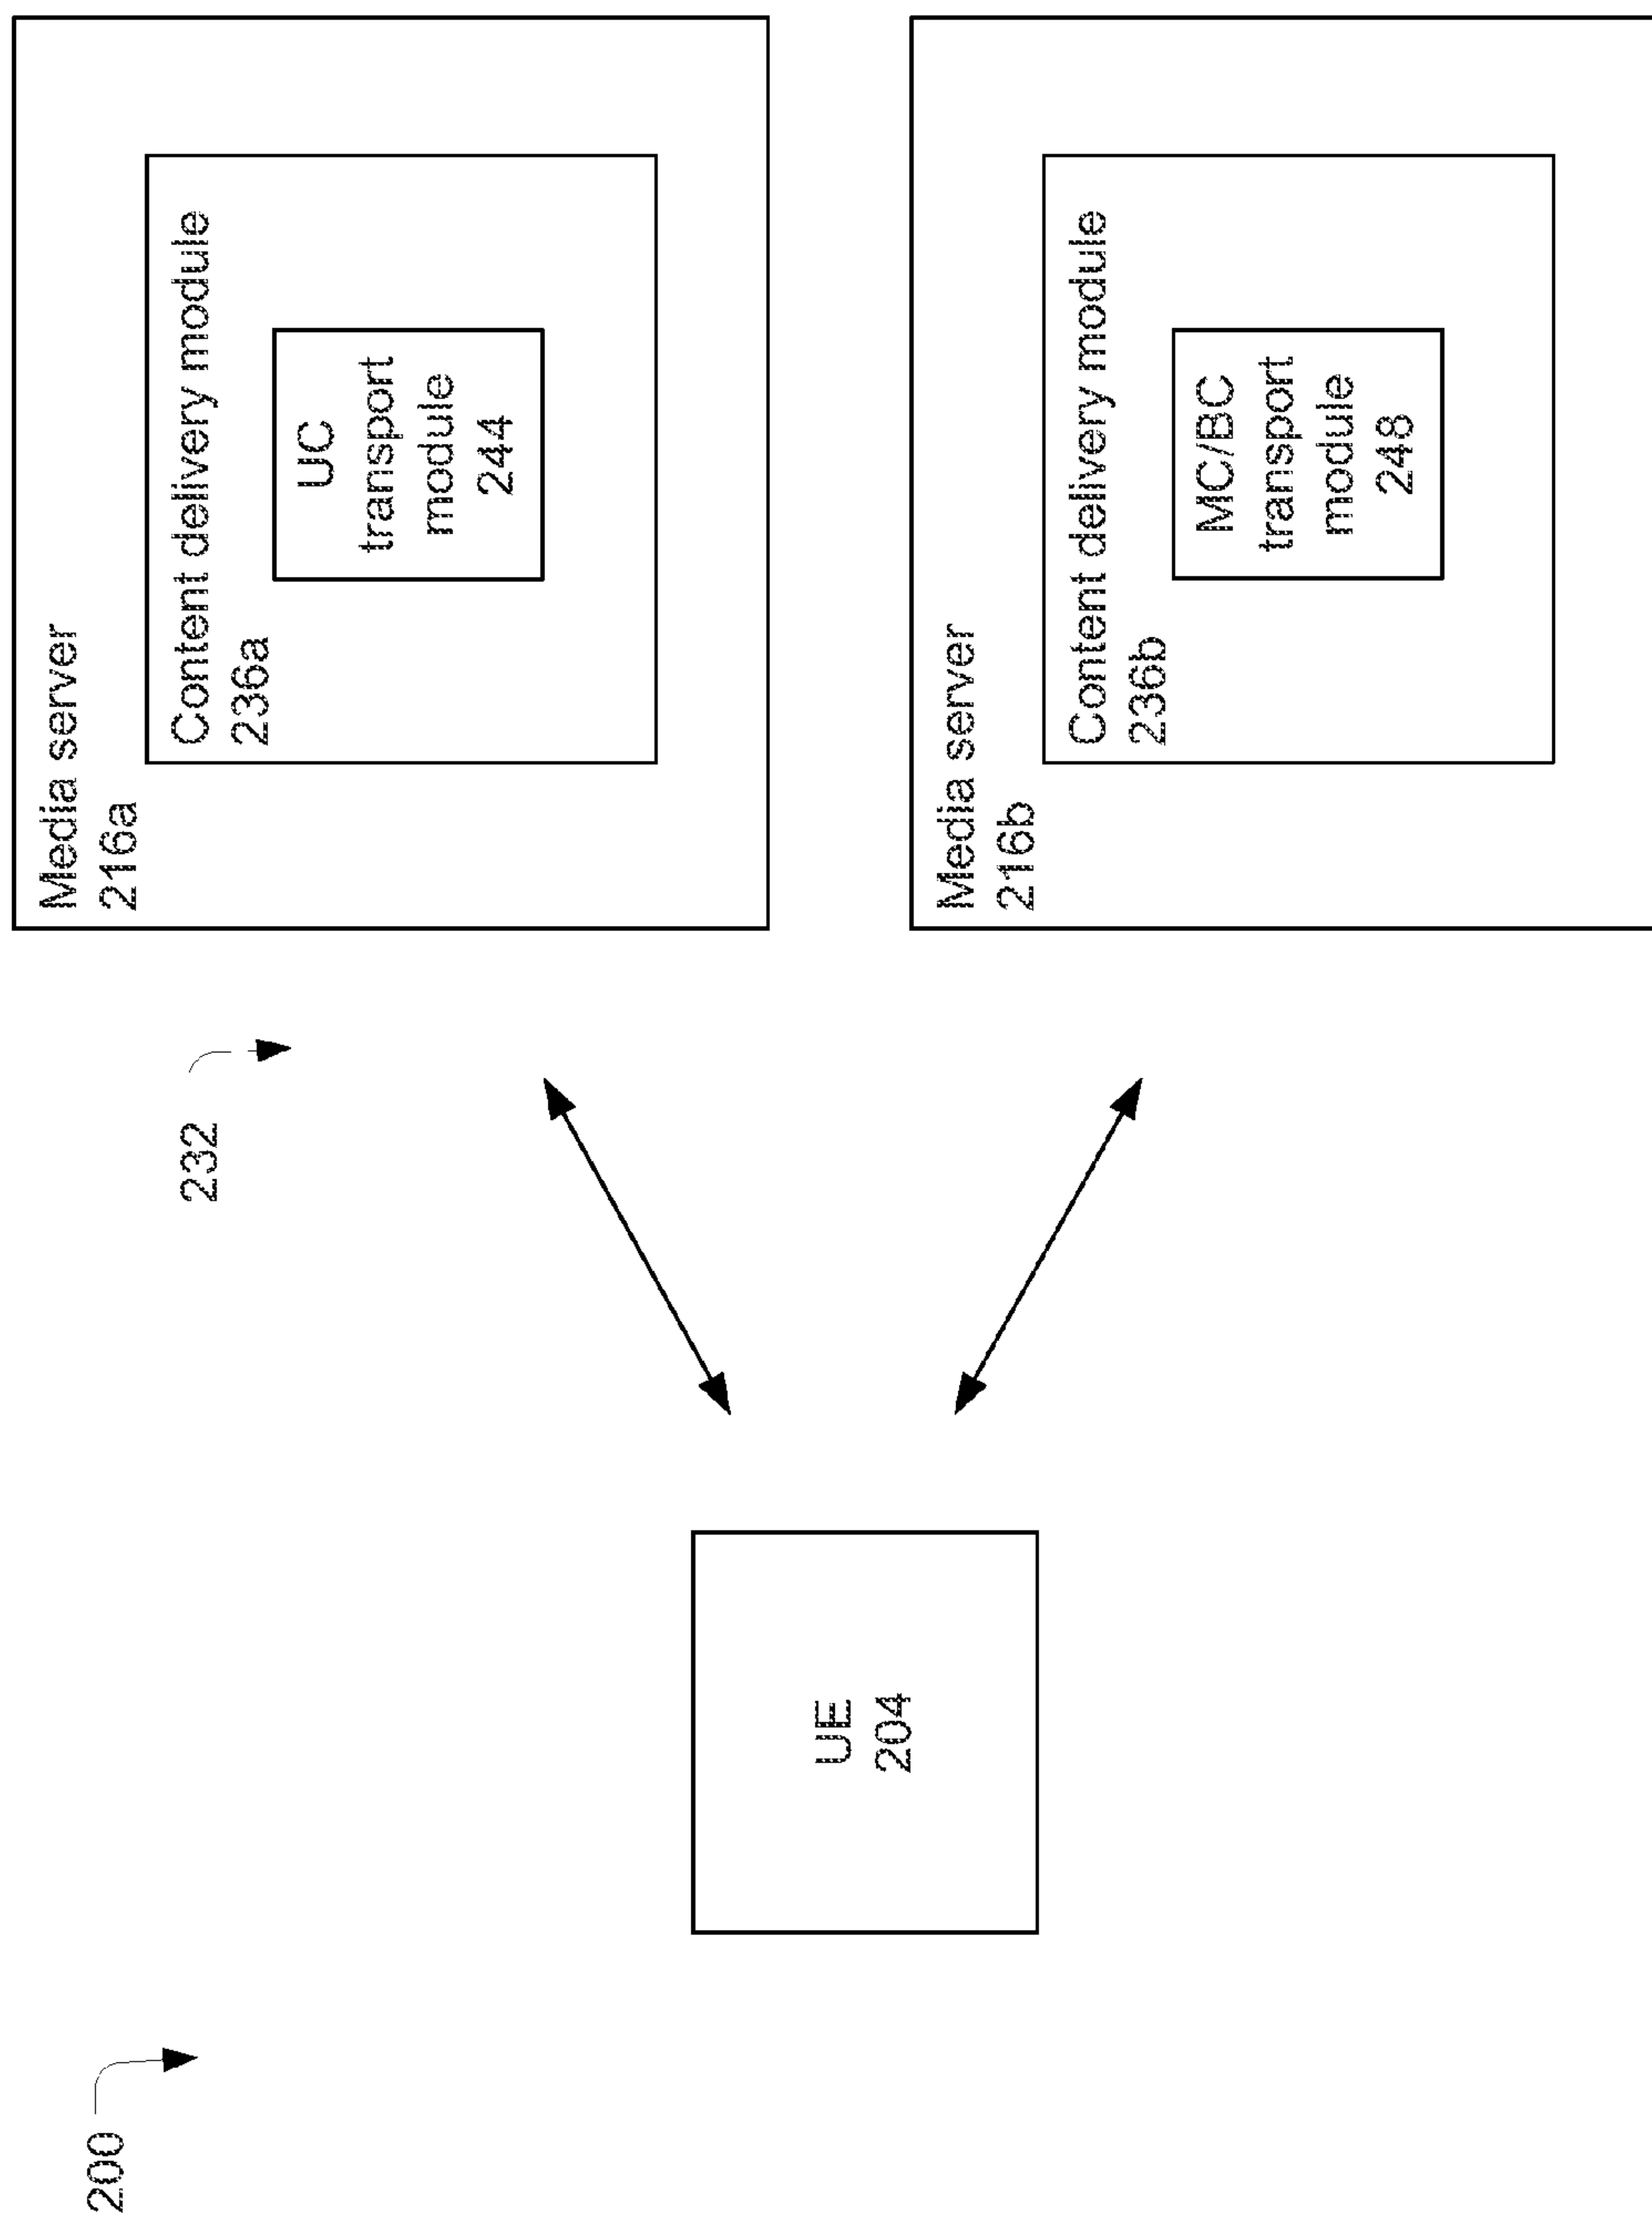 200
232
UE
204
Media server
216a
Content delivery module
236a
UC
transport
module
244
Media server
216b
Content delivery module
236b
MC/BC
transport
module
248